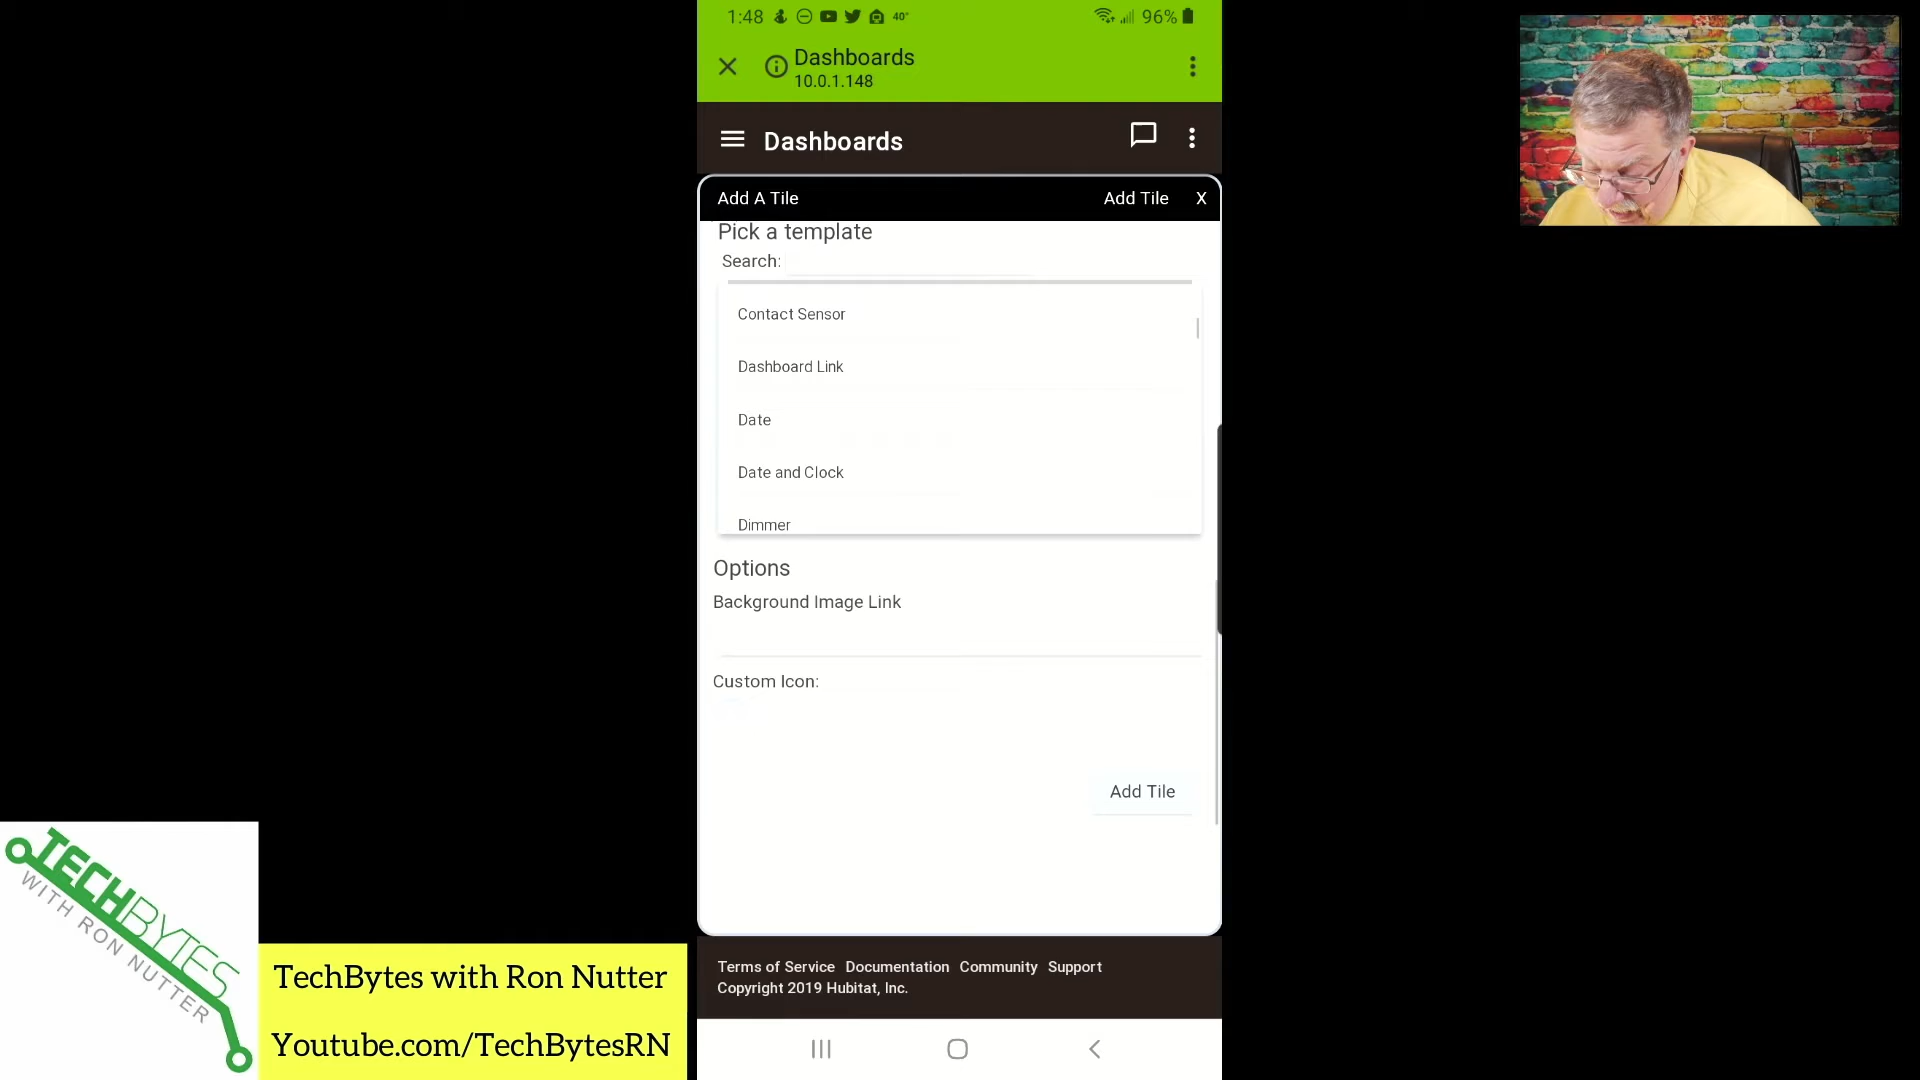 1:48
40°
96%
Dashboards
10.0.1.148
Dashboards
Add A Tile
Add Tile
X
Pick a template
Search:
Contact Sensor
Dashboard Link
Date
Date and Clock
Dimmer
Options
Background Image Link
Custom Icon:
Add Tile
Terms of Service Documentation Community Support
Copyright 2019 Hubitat, Inc.
TECHBYTES
WITH RON NUTTER
TechBytes with Ron Nutter
Youtube.com/TechBytesRN